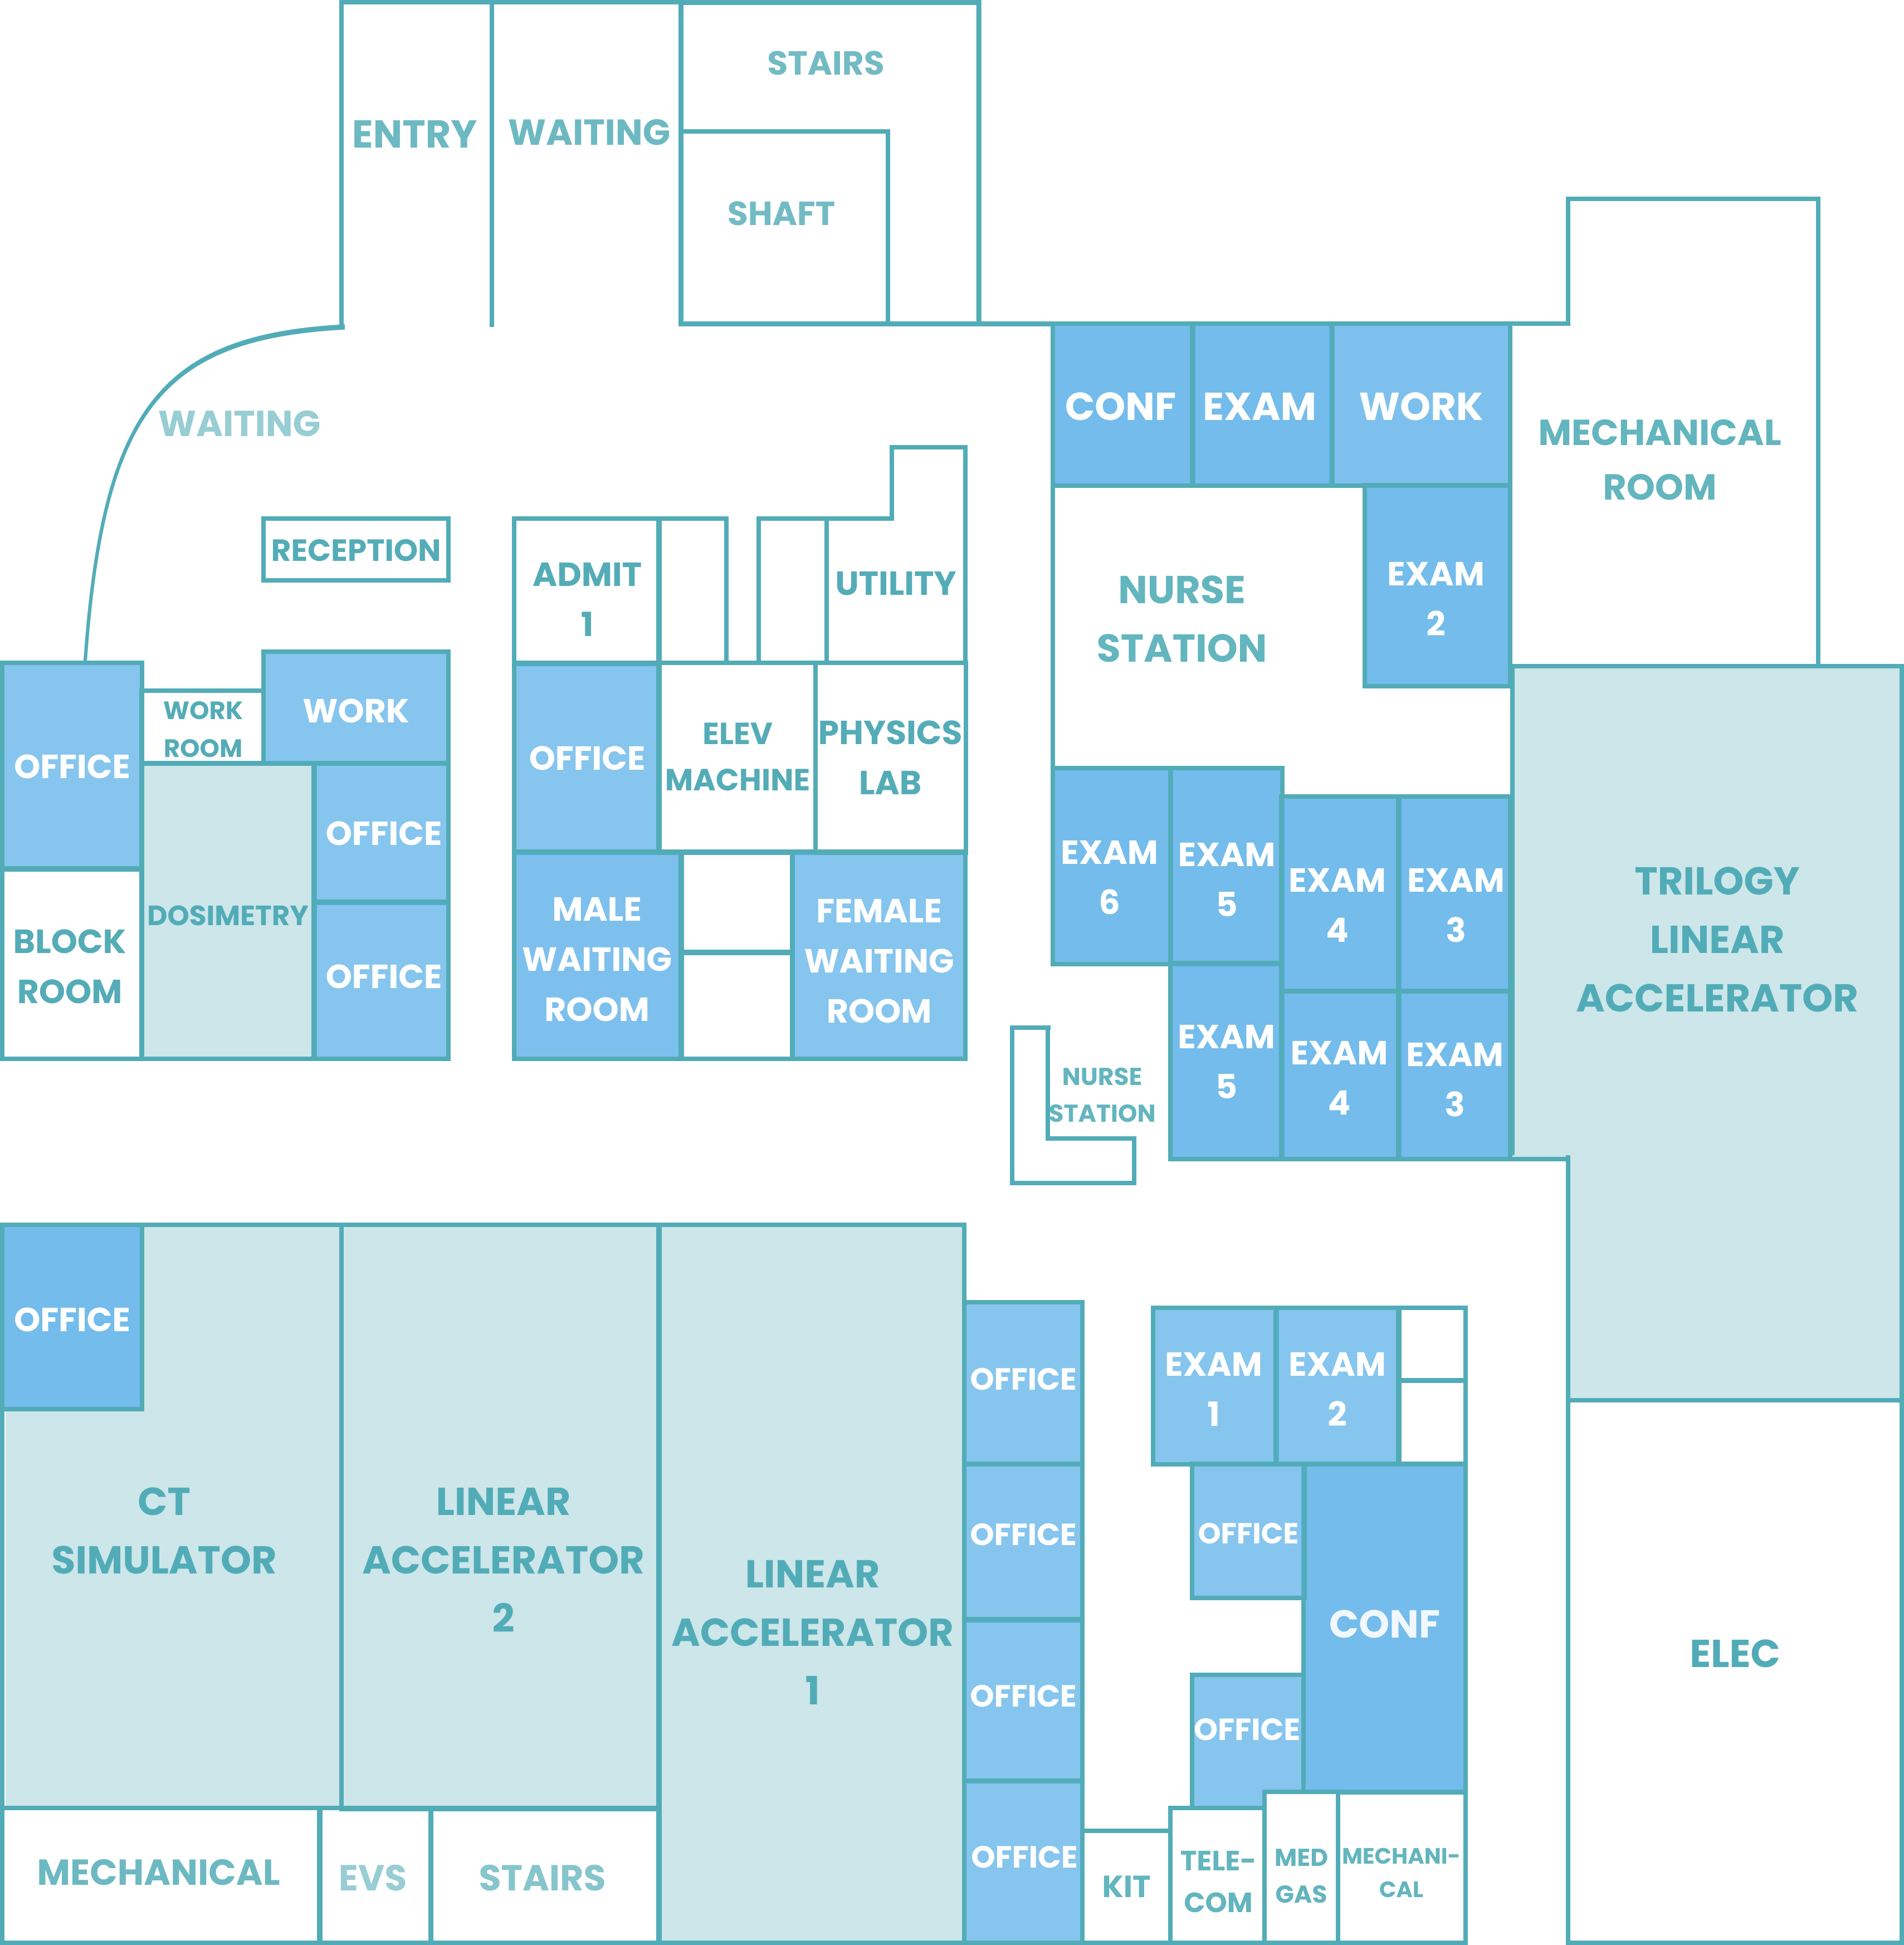 STAIRS
ENTRY
WAITING
SHAFT
WAITING
CONF
EXAM
WORK
MECHANICAL
ROOM
RECEPTION
ADMIT
1
UTILITY
NURSE
STATION
EXAM
2
OFFICE
WORK
ROOM
WORK
OFFICE
ELEV
MACHINE
PHYSICS
LAB
OFFICE
DOSIMETRY
BLOCK
ROOM
OFFICE
MALE
WAITING
ROOM
FEMALE
WAITING
ROOM
EXAM
6
EXAM
5
EXAM
4
EXAM
3
TRILOGY
LINEAR
ACCELERATOR
NURSE
STATION
EXAM
5
EXAM
4
EXAM
3
OFFICE
CT
SIMULATOR
LINEAR
ACCELERATOR
2
LINEAR
ACCELERATOR
1
OFFICE
OFFICE
OFFICE
OFFICE
EXAM
1
EXAM
2
OFFICE
CONF
OFFICE
ELEC
MECHANICAL
EVS
STAIRS
KIT
TELE-
COM
MED
GAS
MECHANI-
CAL